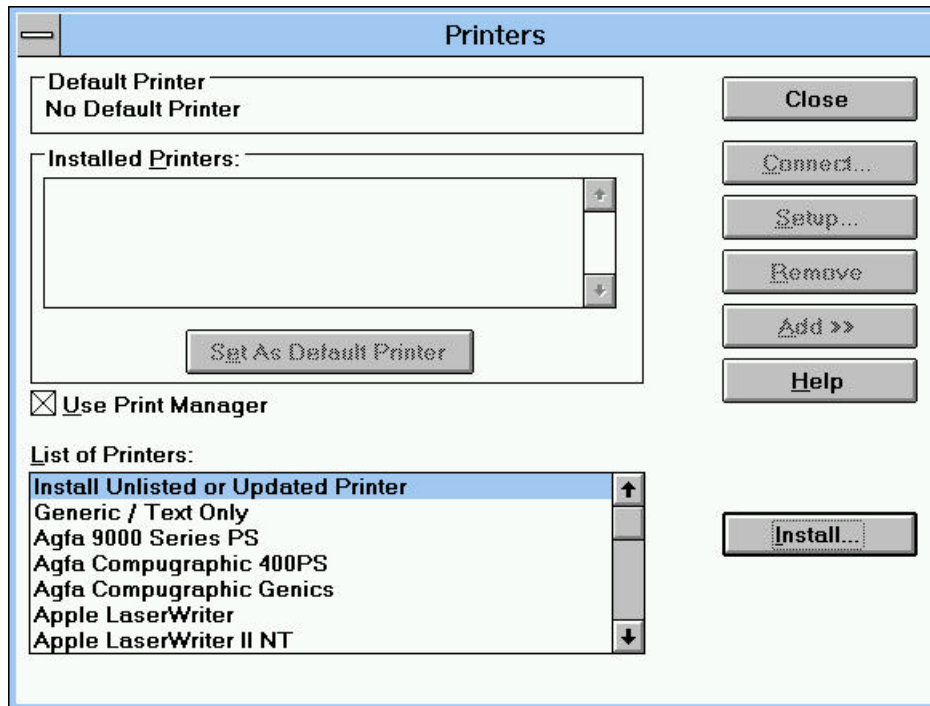 Printers
Default Printer
No Default Printer
Close
Installed Printers:
Connect...
Setup...
Remove
Add >>
Set As Default Printer
Help
Use Print Manager
List of Printers:
Install Unlisted or Updated Printer
Generic / Text Only
Agfa 9000 Series PS
Install...
Agfa Compugraphic 400PS
Agfa Compugraphic Genics
Apple LaserWriter
Apple LaserWriter II NT